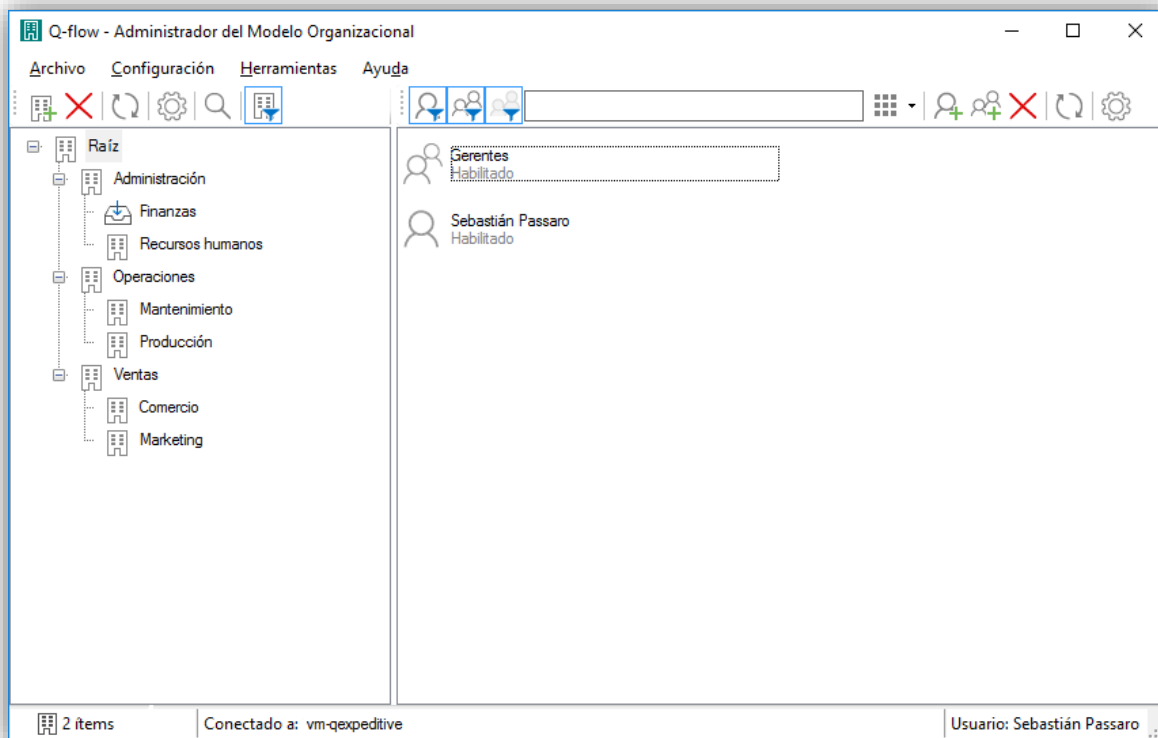 Q-flow - Administrador del Modelo Organizacional
Archivo Configuración Herramientas Ayuda
Raíz
Administración
Finanzas
Recursos humanos
Operaciones
Mantenimiento
Producción
Ventas
Comercio
Marketing
Gerentes
Habilitado
Sebastián Passaro
Habilitado
2 ítems
Conectado a: vm-qexpeditive
Usuario: Sebastián Passaro